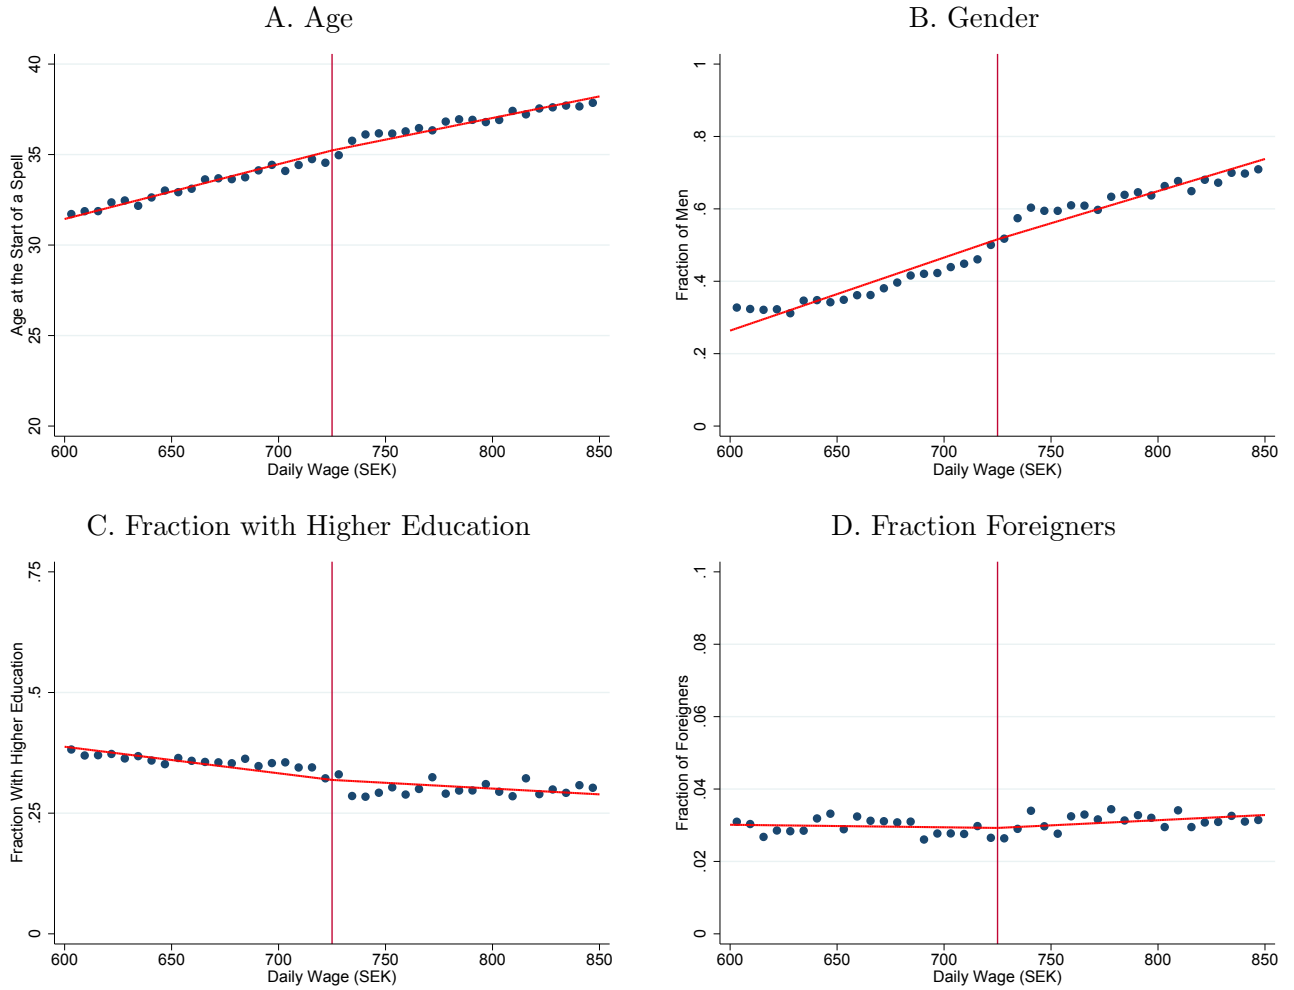 A. Age
40
35
30
25
20
Age at the Start of a Spell
600 650 700 750 800 850
Daily Wage (SEK)
B. Gender
1
.8
.6
.4
.2
0
Fraction of Men
600 650 700 750 800 850
Daily Wage (SEK)
C. Fraction with Higher Education
.75
.5
.25
0
Fraction With Higher Education
600 650 700 750 800 850
Daily Wage (SEK)
D. Fraction Foreigners
.1
.08
.06
.04
.02
0
Fraction of Foreigners
600 650 700 750 800 850
Daily Wage (SEK)